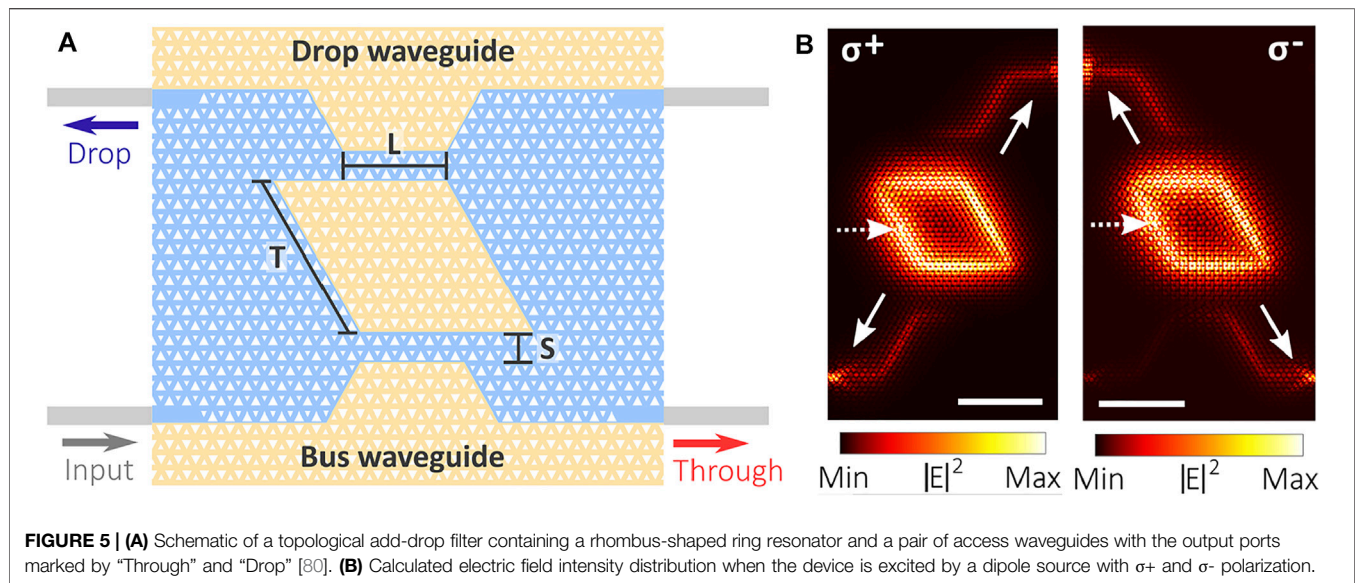 A
Drop waveguide
Drop
L
T
S
Input
Bus waveguide
Through
B
σ+
σ-
Min |E|² Max
Min |E|² Max
FIGURE 5 | (A) Schematic of a topological add-drop filter containing a rhombus-shaped ring resonator and a pair of access waveguides with the output ports
marked by “Through” and “Drop” [80]. (B) Calculated electric field intensity distribution when the device is excited by a dipole source with σ+ and σ- polarization.